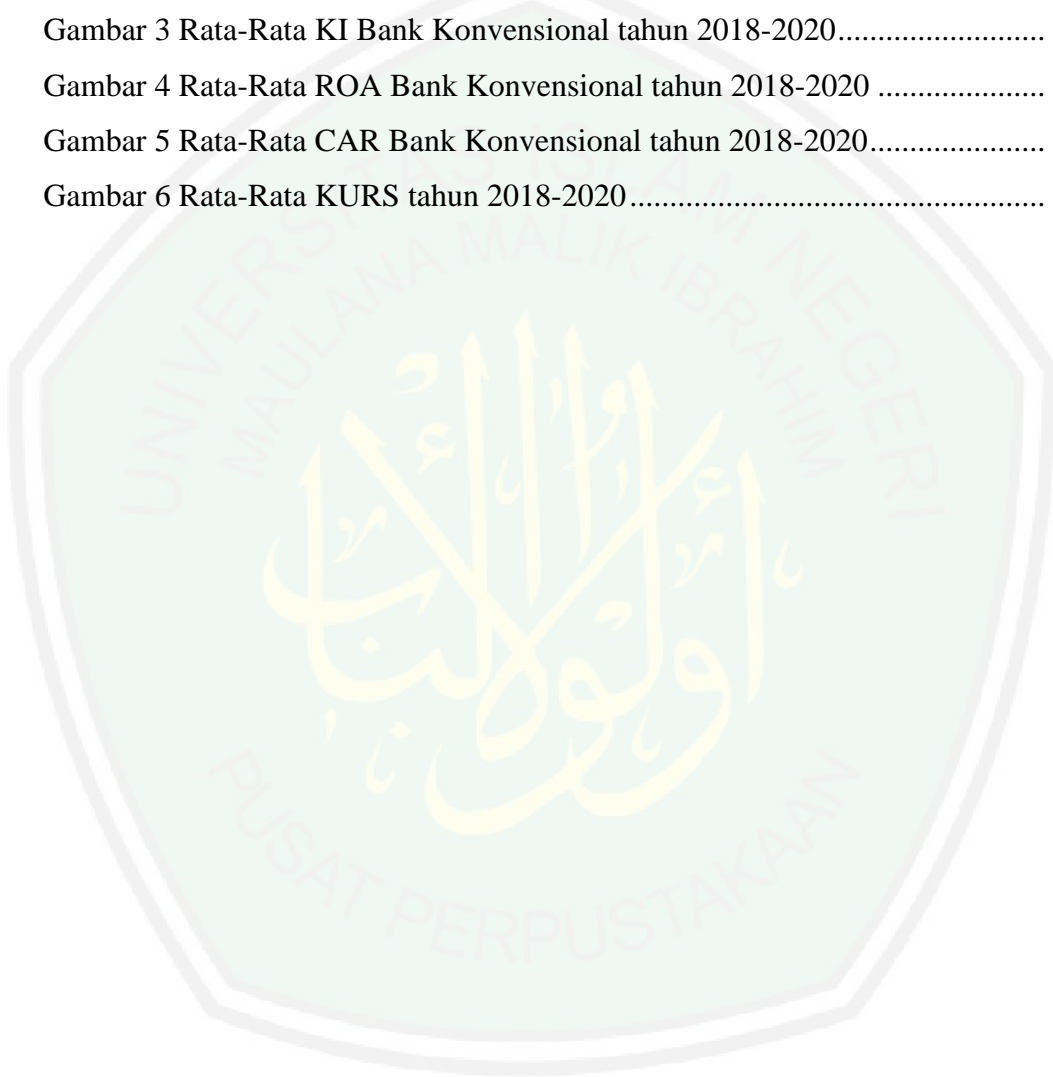 Gambar 3 Rata-Rata KI Bank Konvensional tahun 2018-2020.........................
Gambar 4 Rata-Rata ROA Bank Konvensional tahun 2018-2020 ....................
Gambar 5 Rata-Rata CAR Bank Konvensional tahun 2018-2020.....................
Gambar 6 Rata-Rata KURS tahun 2018-2020..................................................
UNIVERSITAS ISLAM NEGERI
MAULANA MALIK IBRAHIM
أولو الألباب
PUSAT PERPUSTAKAAN